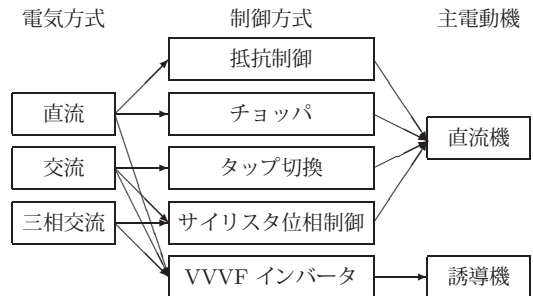 電気方式 制御方式 主電動機
抵抗制御
直流 チョッパ
直流機
交流 タップ切換
三相交流 サイリスタ位相制御
VVVF インバータ 誘導機